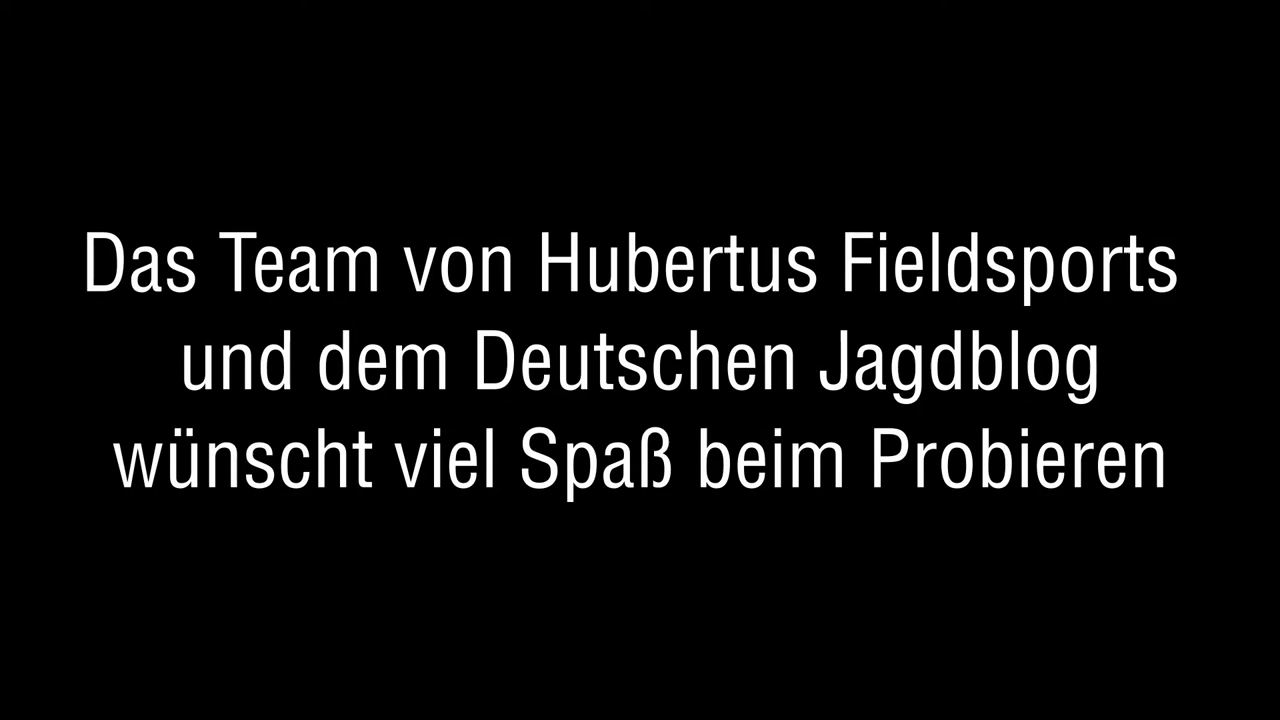 Das Team von Hubertus Fieldsports
und dem Deutschen Jagdblog
wünscht viel Spaß beim Probieren